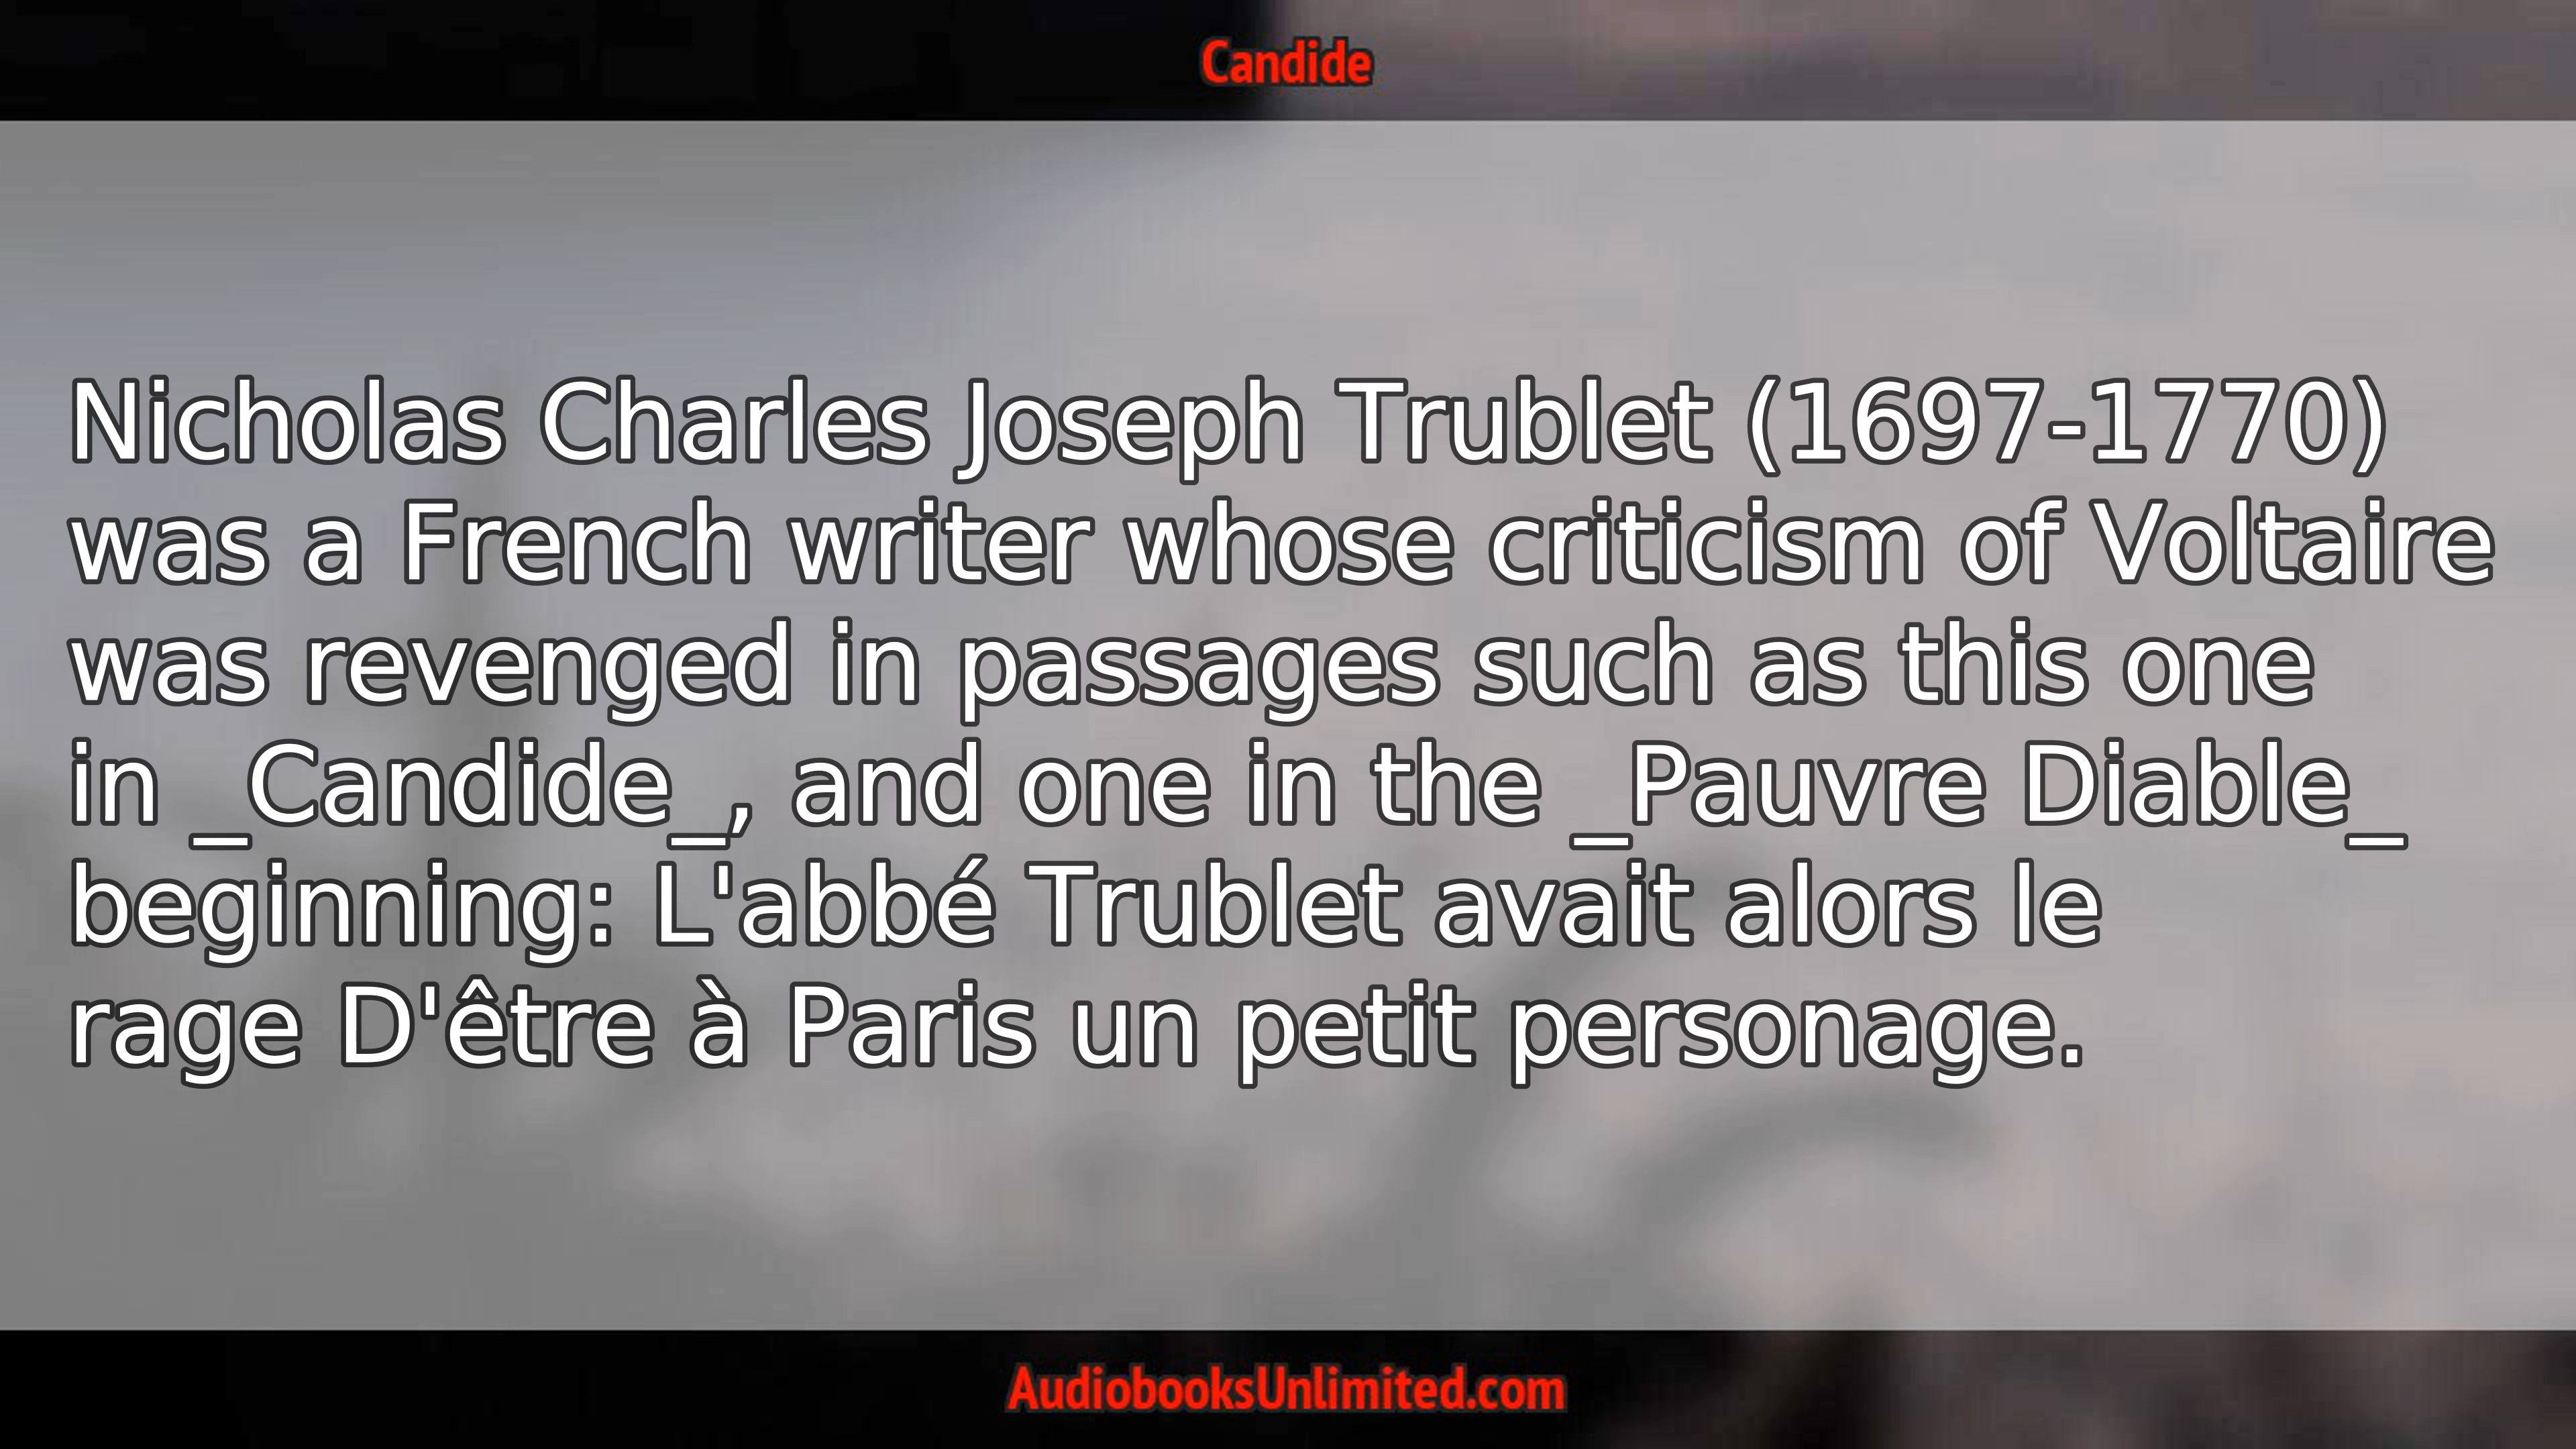 Candide
Nicholas Charles Joseph Trublet (1697-1770)
was a French writer whose criticism of Voltaire
was revenged in passages such as this one
in _Candide_, and one in the _Pauvre Diable_
beginning: L'abbé Trublet avait alors le
rage D'être à Paris un petit personage.
AudiobooksUnlimited.com